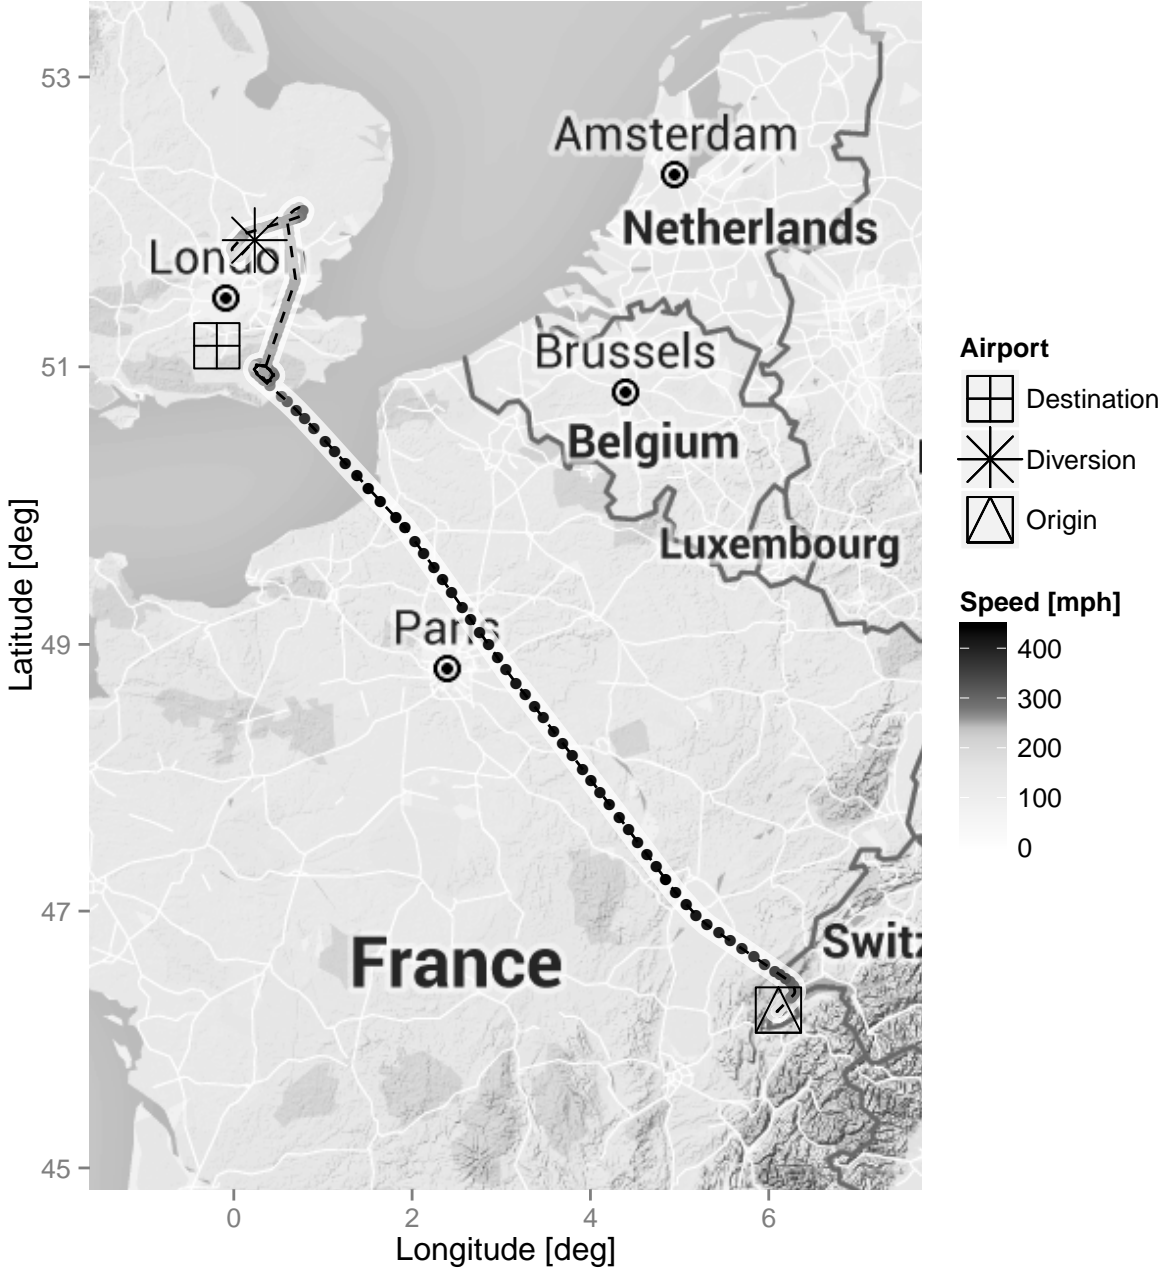 53
51
49
47
45
Latitude [deg]
0
2
4
6
Longitude [deg]
Amsterdam
Netherlands
London
Brussels
Belgium
Luxembourg
Paris
France
Switz
Airport
Destination
Diversion
Origin
Speed [mph]
400
300
200
100
0